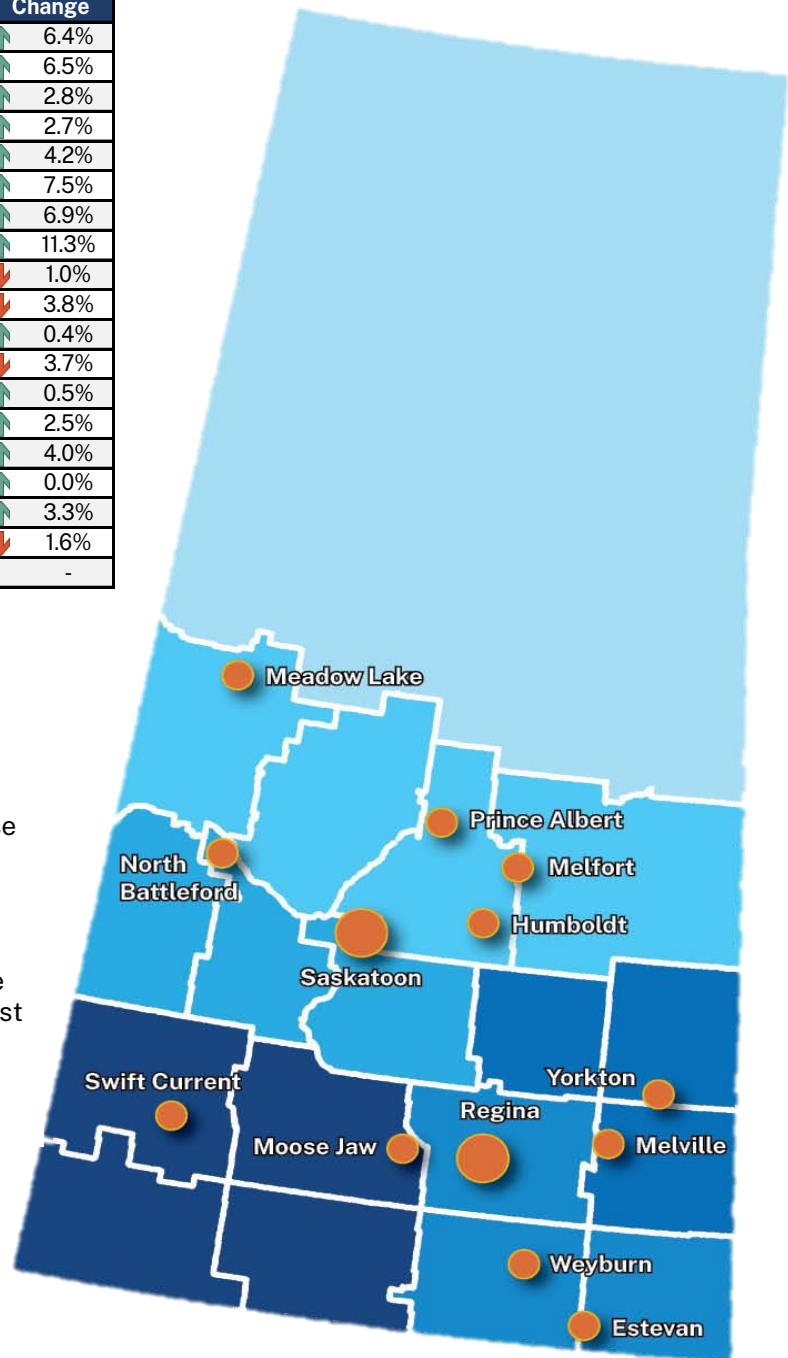 Change
6.4%
6.5%
2.8%
2.7%
4.2%
7.5%
6.9%
11.3%
1.0%
3.8%
0.4%
3.7%
0.5%
2.5%
4.0%
0.0%
3.3%
1.6%
-
Meadow Lake
Prince Albert
North
Battleford
Melfort
Humboldt
Saskatoon
st
Swift Current
Yorkton
Regina
Moose Jaw
Melville
Weyburn
Estevan